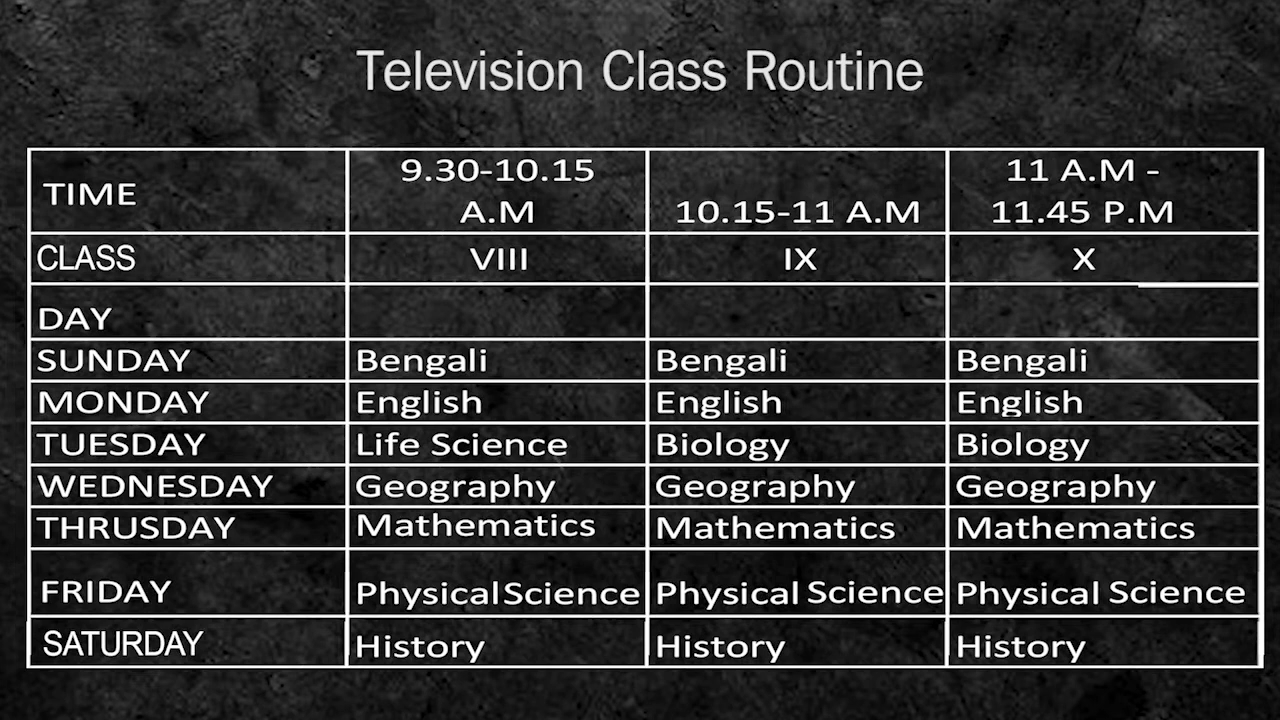 Television Class Routine
TIME 9.30-10.15 A.M 10.15-11 A.M 11 A.M - 11.45 P.M
CLASS VIII IX X
DAY
SUNDAY Bengali Bengali Bengali
MONDAY English English English
TUESDAY Life Science Biology Biology
WEDNESDAY Geography Geography Geography
THRUSDAY Mathematics Mathematics Mathematics
FRIDAY Physical Science Physical Science Physical Science
SATURDAY History History History